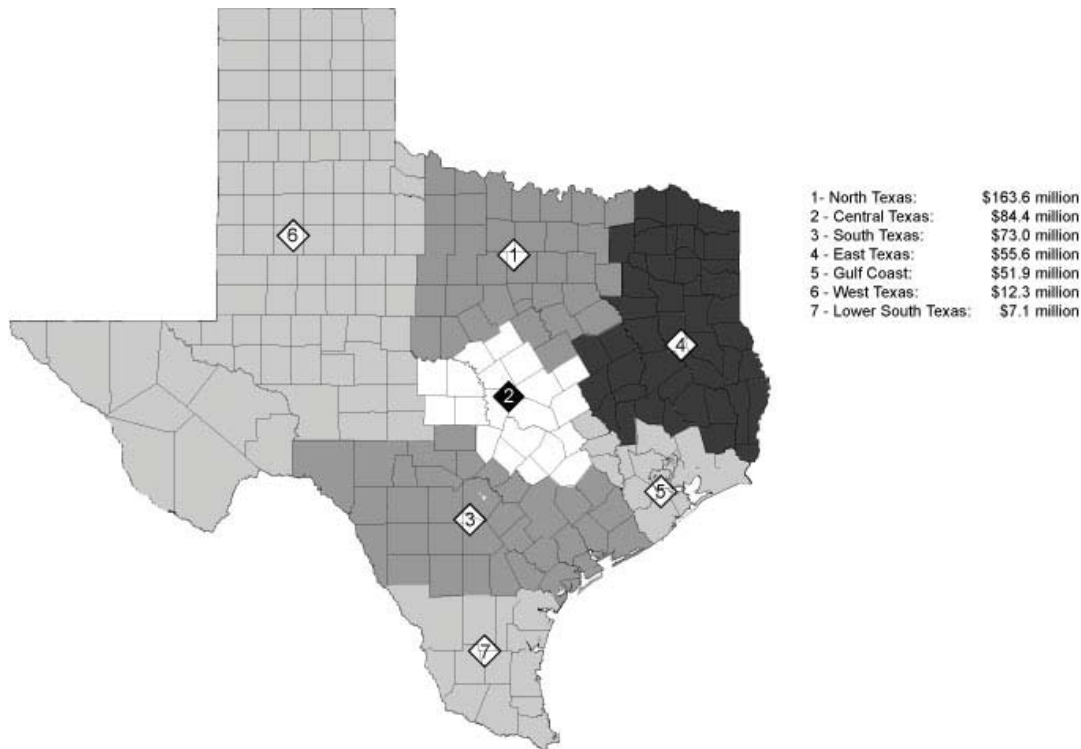 6
1
4
2
5
3
7
1- North Texas: $163.6 million
2 - Central Texas: $84.4 million
3 - South Texas: $73.0 million
4 - East Texas: $55.6 million
5 - Gulf Coast: $51.9 million
6 - West Texas: $12.3 million
7 - Lower South Texas: $7.1 million